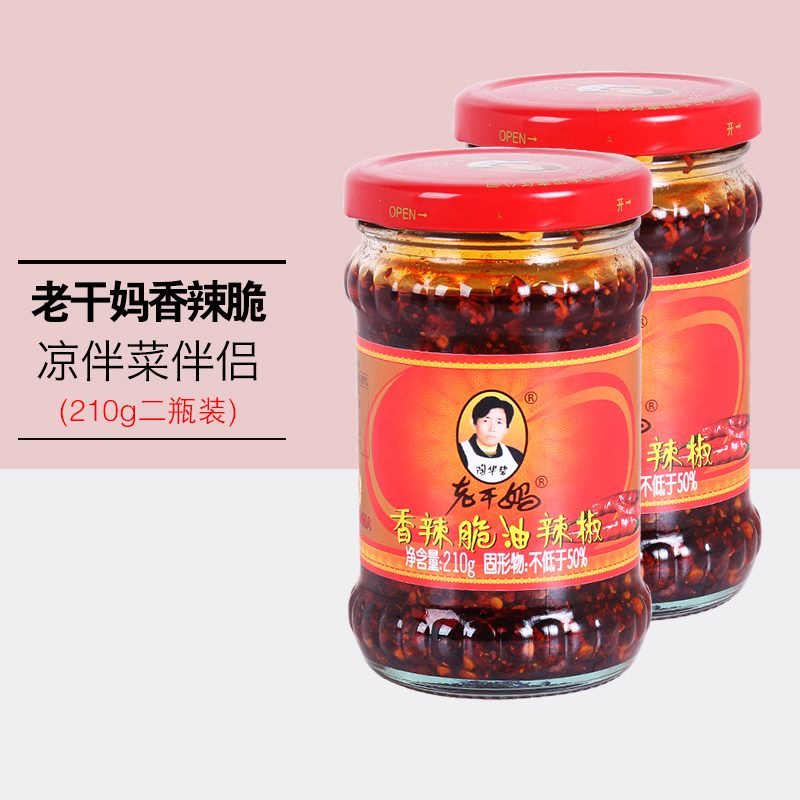 老干妈香辣脆
凉伴菜伴侣
(210g二瓶装)
OPEN→
A
开→
OPEN→
A
开→
®
陶华碧
老干妈®
香辣脆油辣椒
净含量:210g 固形物:不低于50%
®
辣椒
不低于50%